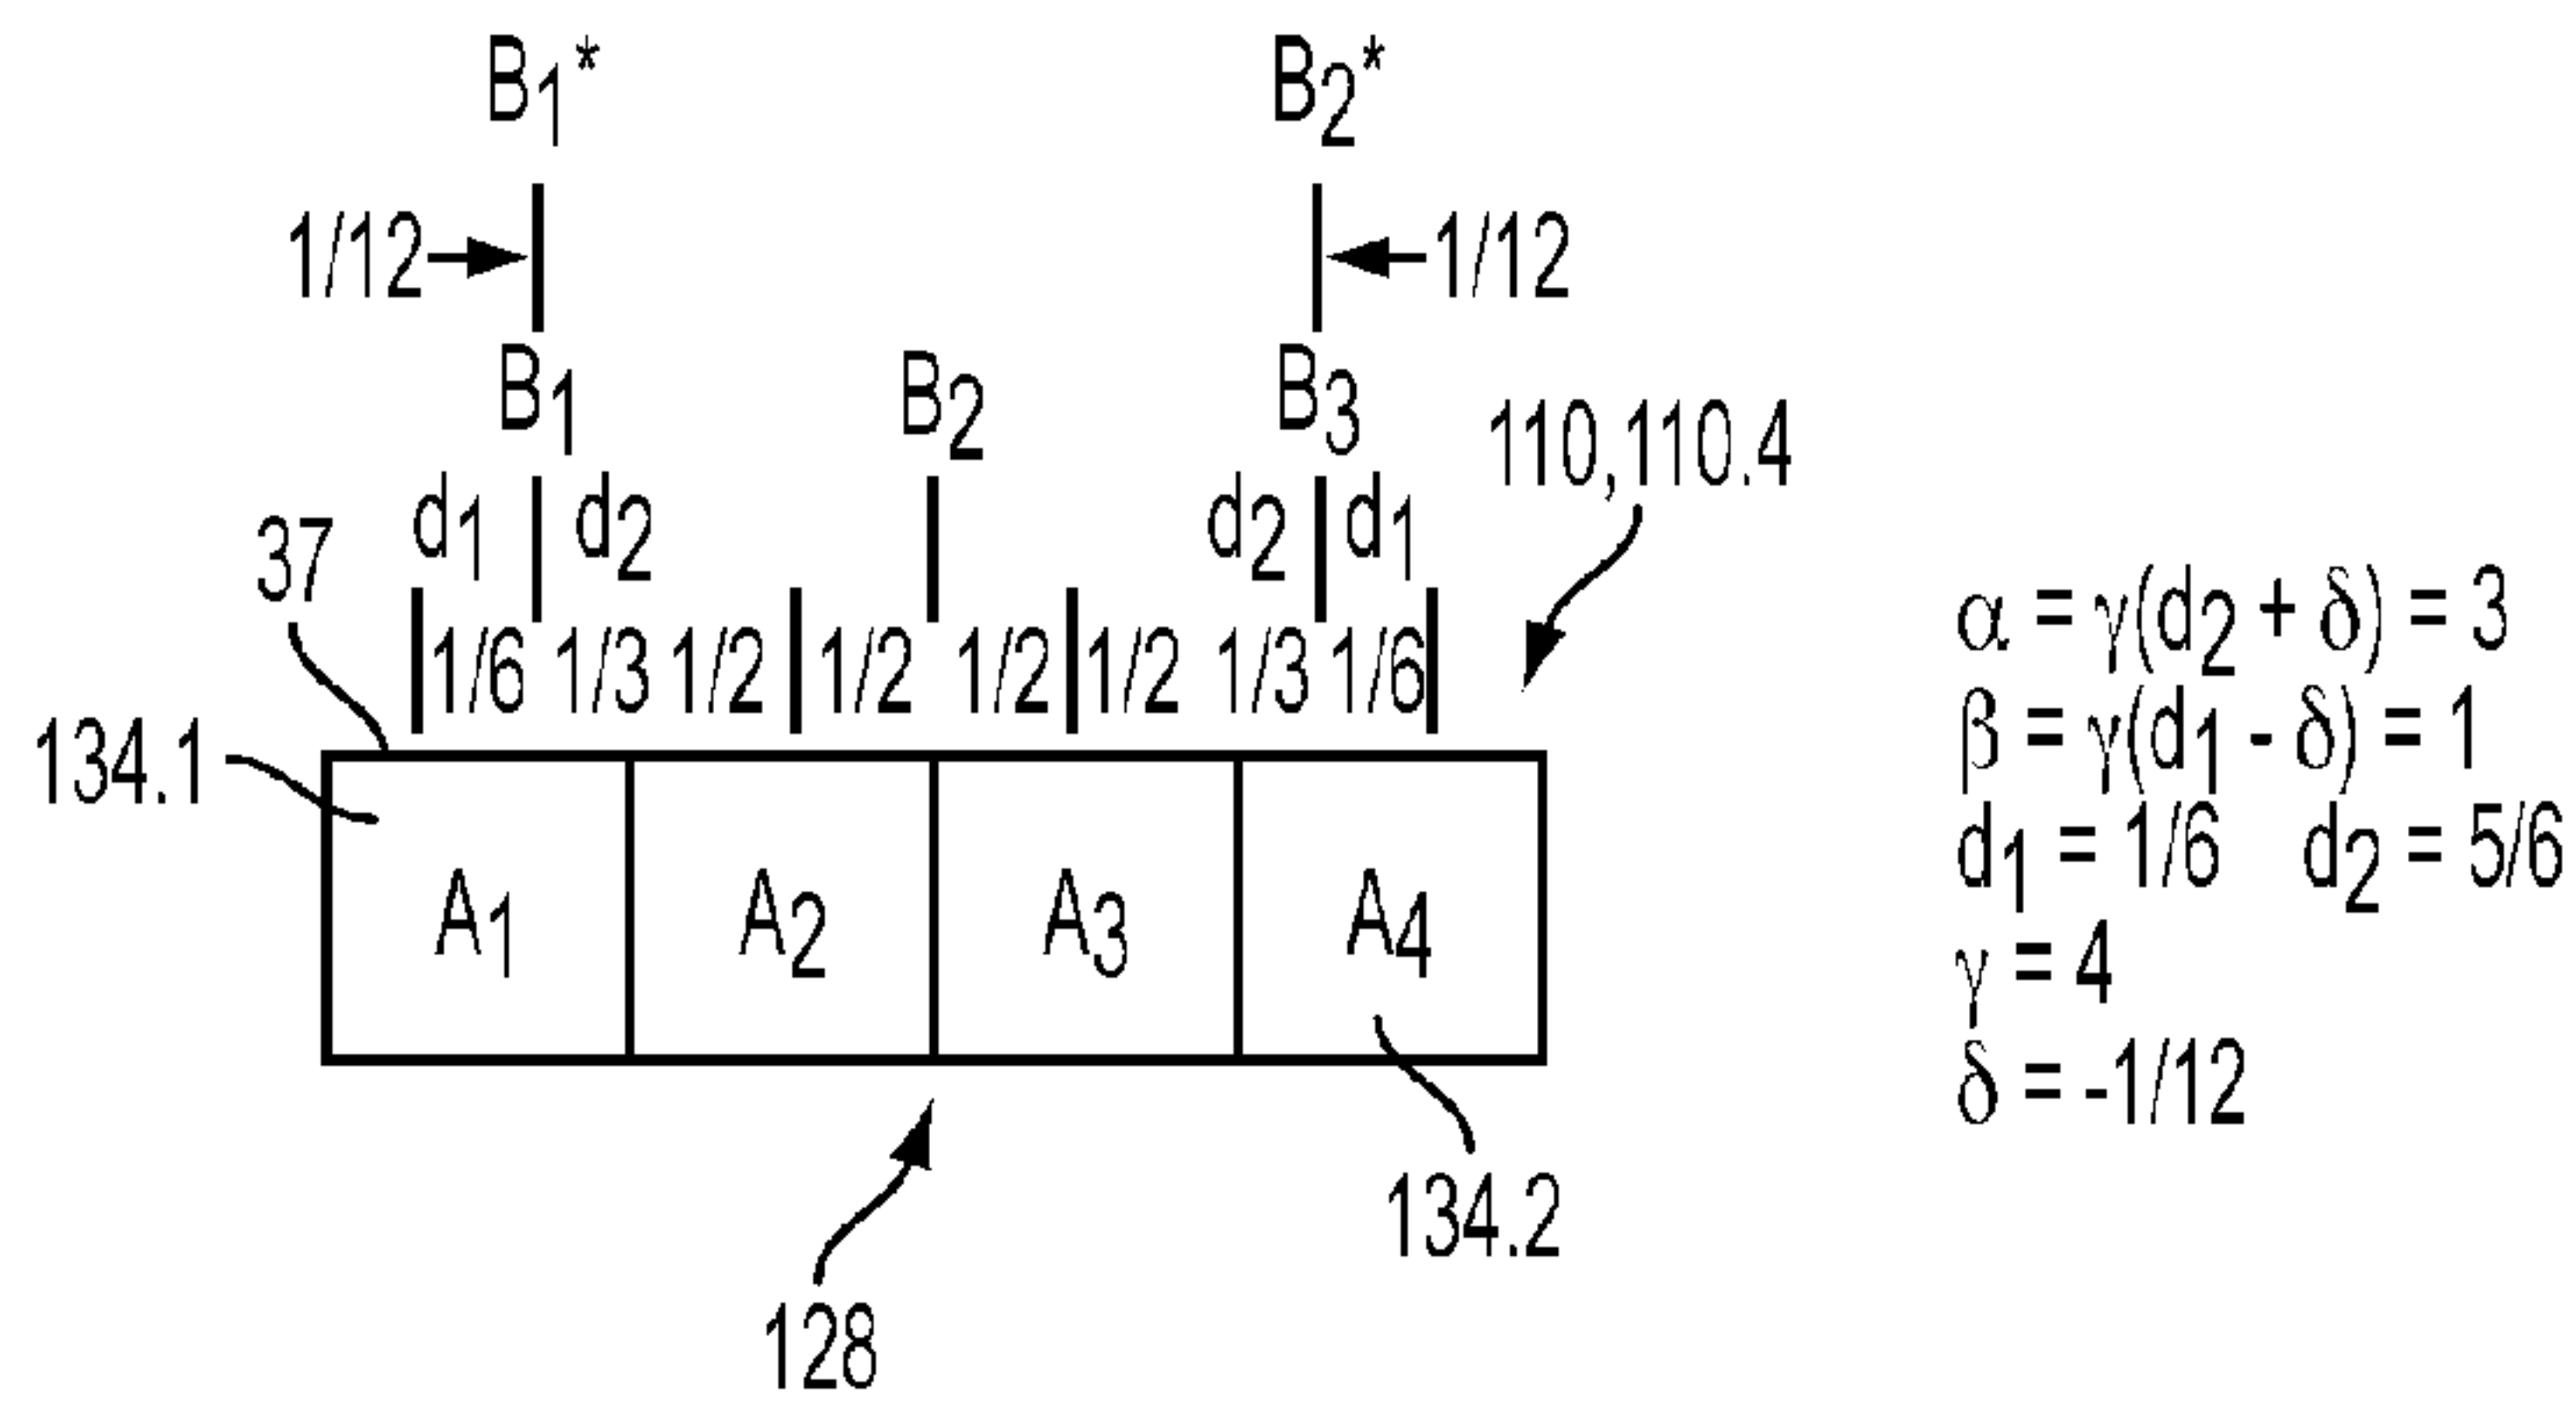 B1* B2*
1/12 1/12
B1 B2 B3
110,110.4
d1 d2 d2 d1
37
1/6 1/3 1/2 1/2 1/2 1/2 1/3 1/6
134.1
A1 A2 A3 A4
134.2
128
α = γ(d2 + δ) = 3
β = γ(d1 - δ) = 1
d1 = 1/6 d2 = 5/6
γ = 4
δ = -1/12